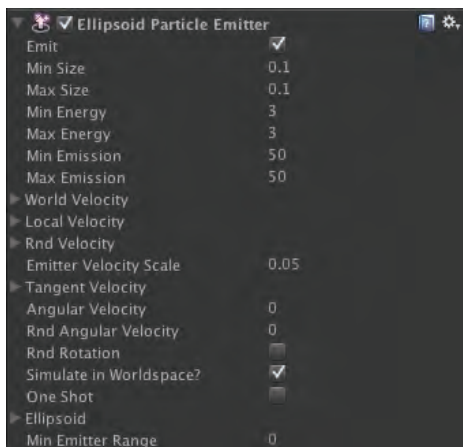 Ellipsoid Particle Emitter
Emit
Min Size 0.1
Max Size 0.1
Min Energy 3
Max Energy 3
Min Emission 50
Max Emission 50
World Velocity
Local Velocity
Rnd Velocity
Emitter Velocity Scale 0.05
Tangent Velocity
Angular Velocity 0
Rnd Angular Velocity 0
Rnd Rotation
Simulate in Worldspace?
One Shot
Ellipsoid
Min Emitter Range 0